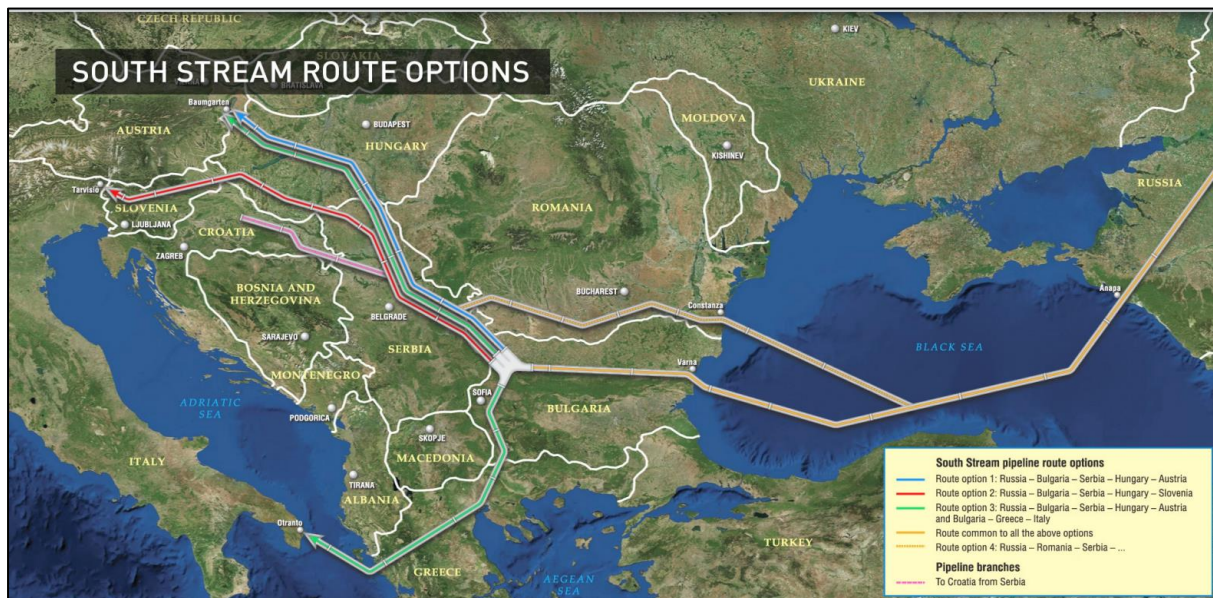 CZECH REPUBLIC
SLOVAKIA
KIEV
SOUTH STREAM ROUTE OPTIONS
BRATISLAVA
UKRAINE
Baumgarten
MOLDOVA
AUSTRIA
BUDAPEST
HUNGARY
KISHINEV
Tarvisio
RUSSIA
SLOVENIA
ROMANIA
LJUBLJANA
CROATIA
ZAGREB
BOSNIA AND
HERZEGOVINA
BUCHAREST
Constanza
Anapa
BELGRADE
SARAJEVO
SERBIA
BLACK SEA
Varna
MONTENEGRO
SOFIA
ADRIATIC
SEA
PODGORICA
BULGARIA
SKOPJE
MACEDONIA
ITALY
TIRANA
ALBANIA
Otranto
TURKEY
GREECE
AEGEAN
SEA
South Stream pipeline route options
Route option 1: Russia – Bulgaria – Serbia – Hungary – Austria
Route option 2: Russia – Bulgaria – Serbia – Hungary – Slovenia
Route option 3: Russia – Bulgaria – Serbia – Hungary – Austria
and Bulgaria – Greece – Italy
Route common to all the above options
Route option 4: Russia – Romania – Serbia – ...
Pipeline branches
To Croatia from Serbia